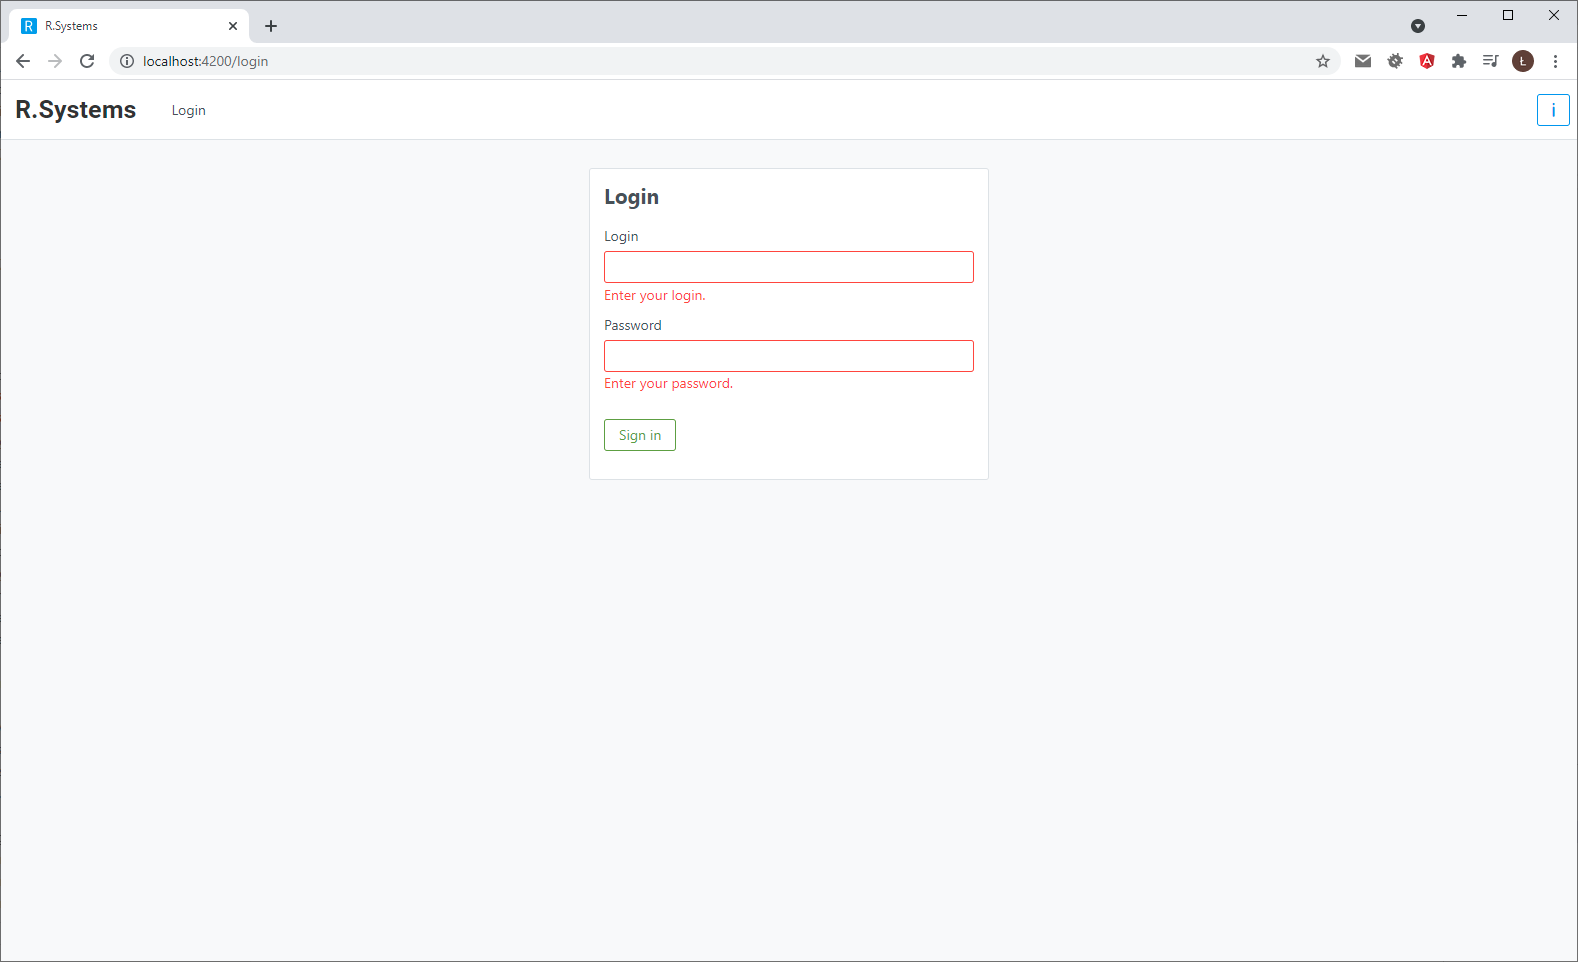 R R.Systems
localhost:4200/login
Ł
R.Systems Login i
Login
Login
Enter your login.
Password
Enter your password.
Sign in